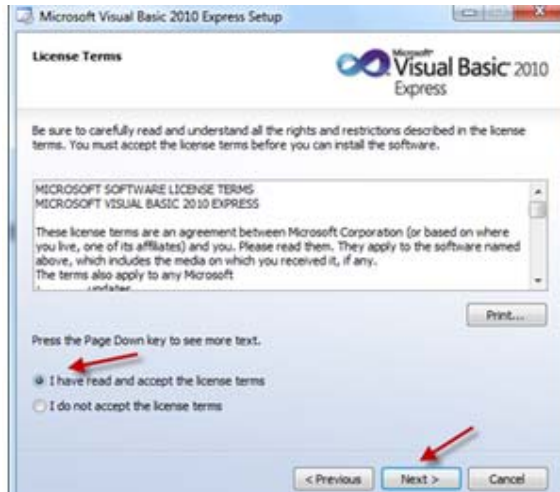 Microsoft Visual Basic 2010 Express Setup
License Terms
Microsoft®
Visual Basic® 2010
Express
Be sure to carefully read and understand all the rights and restrictions described in the license
terms. You must accept the license terms before you can install the software.
MICROSOFT SOFTWARE LICENSE TERMS
MICROSOFT VISUAL BASIC 2010 EXPRESS
These license terms are an agreement between Microsoft Corporation (or based on where
you live, one of its affiliates) and you. Please read them. They apply to the software named
above, which includes the media on which you received it, if any.
The terms also apply to any Microsoft
updates
Print...
Press the Page Down key to see more text.
I have read and accept the license terms
I do not accept the license terms
< Previous
Next >
Cancel